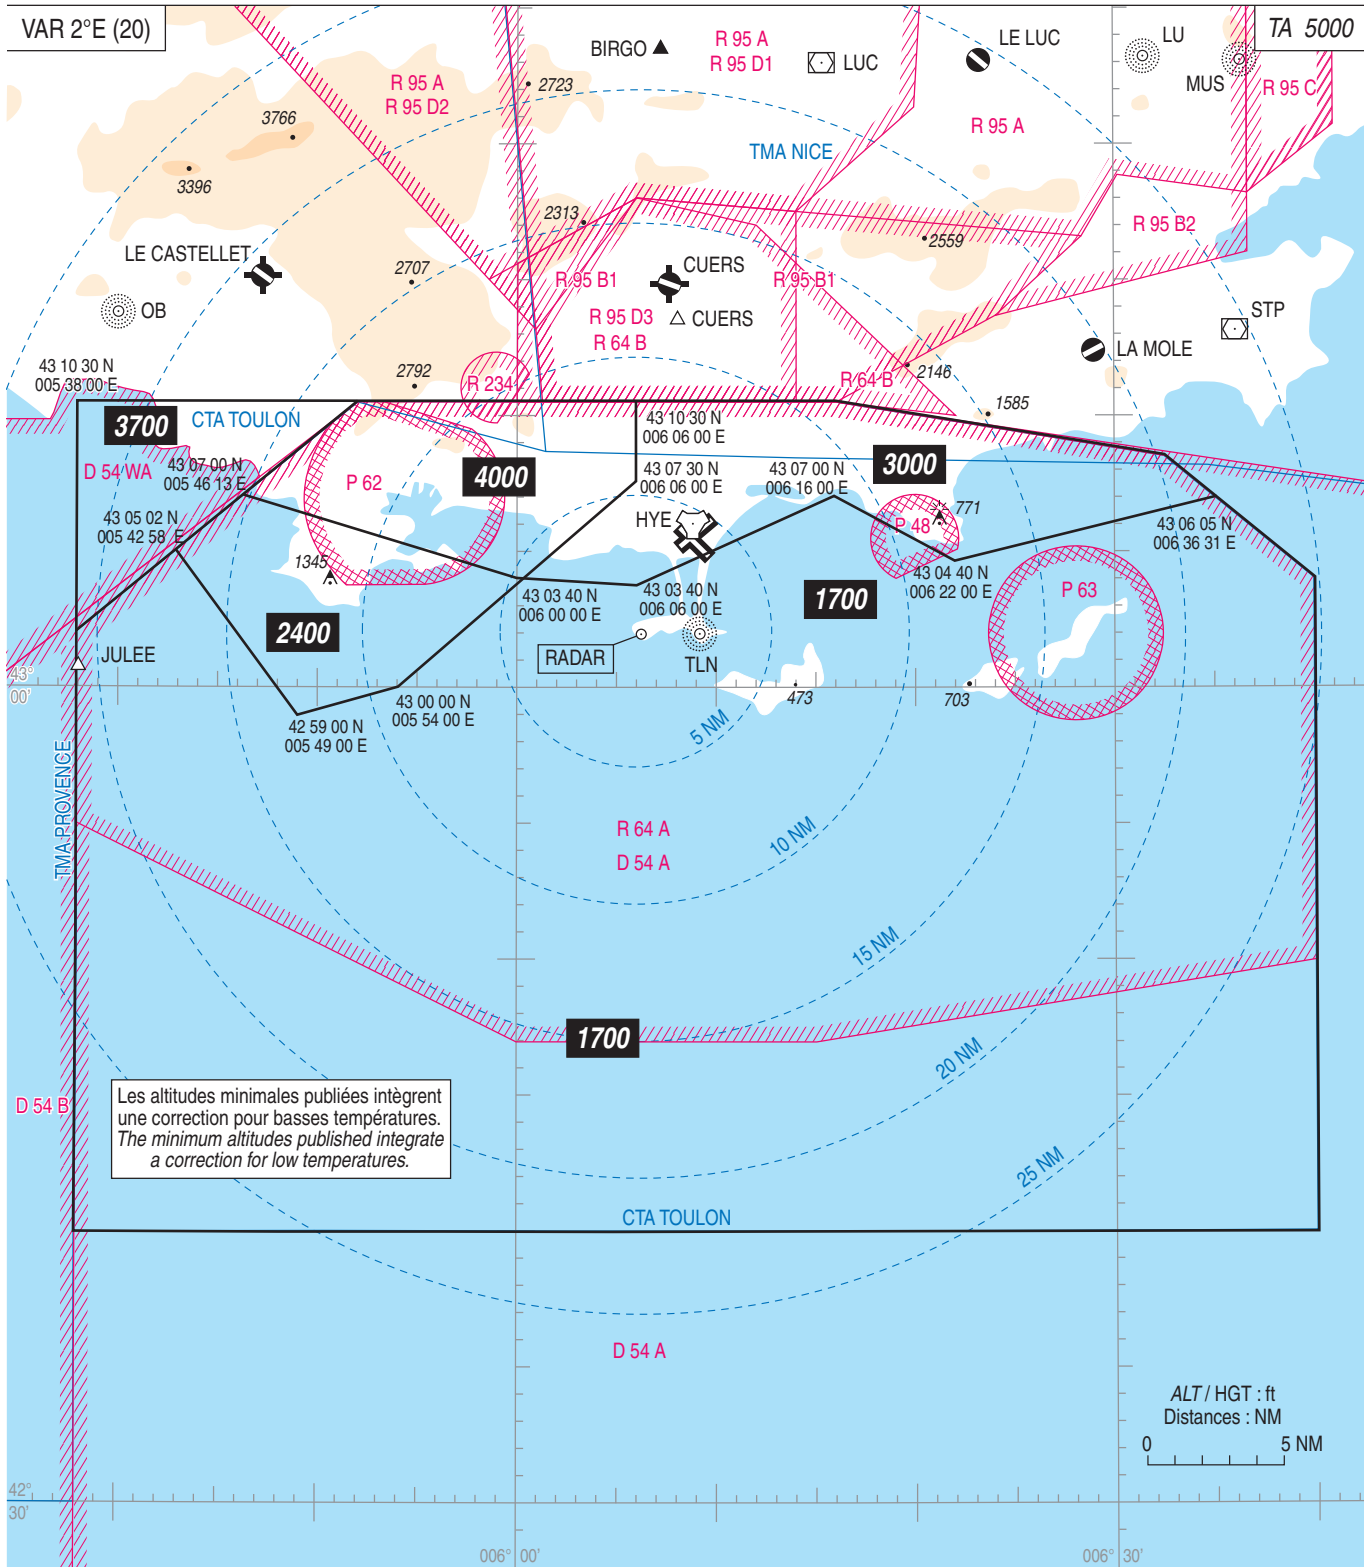 VAR 2°E (20)
TA 5000
BIRGO
R 95 A
R 95 D1
LUC
LE LUC
LU
MUS
R 95 C
R 95 A
R 95 D2
2723
3766
3396
R 95 A
TMA NICE
2313
2559
R 95 B2
LE CASTELLET
2707
R 95 B1
CUERS
R 95 B1
OB
R 95 D3
CUERS
R 64 B
STP
LA MOLE
43 10 30 N
005 38 00 E
2792
R 234
R 64 B
2146
1585
3700
CTA TOULON
43 10 30 N
006 06 00 E
D 54 WA
43 07 00 N
005 46 13 E
P 62
4000
43 07 30 N
006 06 00 E
43 07 00 N
006 16 00 E
3000
43 05 02 N
005 42 58 E
HYE
P 48
771
43 06 05 N
006 36 31 E
1345
43 04 40 N
006 22 00 E
43 03 40 N
006 00 00 E
43 03 40 N
006 06 00 E
1700
P 63
2400
RADAR
TLN
JULEE
43°
00'
473
703
43 00 00 N
005 54 00 E
42 59 00 N
005 49 00 E
5 NM
TMA PROVENCE
R 64 A
D 54 A
10 NM
15 NM
1700
20 NM
D 54 B
Les altitudes minimales publiées intègrent
une correction pour basses températures.
The minimum altitudes published integrate
a correction for low temperatures.
25 NM
CTA TOULON
D 54 A
ALT / HGT : ft
Distances : NM
0 5 NM
42°
30'
006° 00'
006° 30'